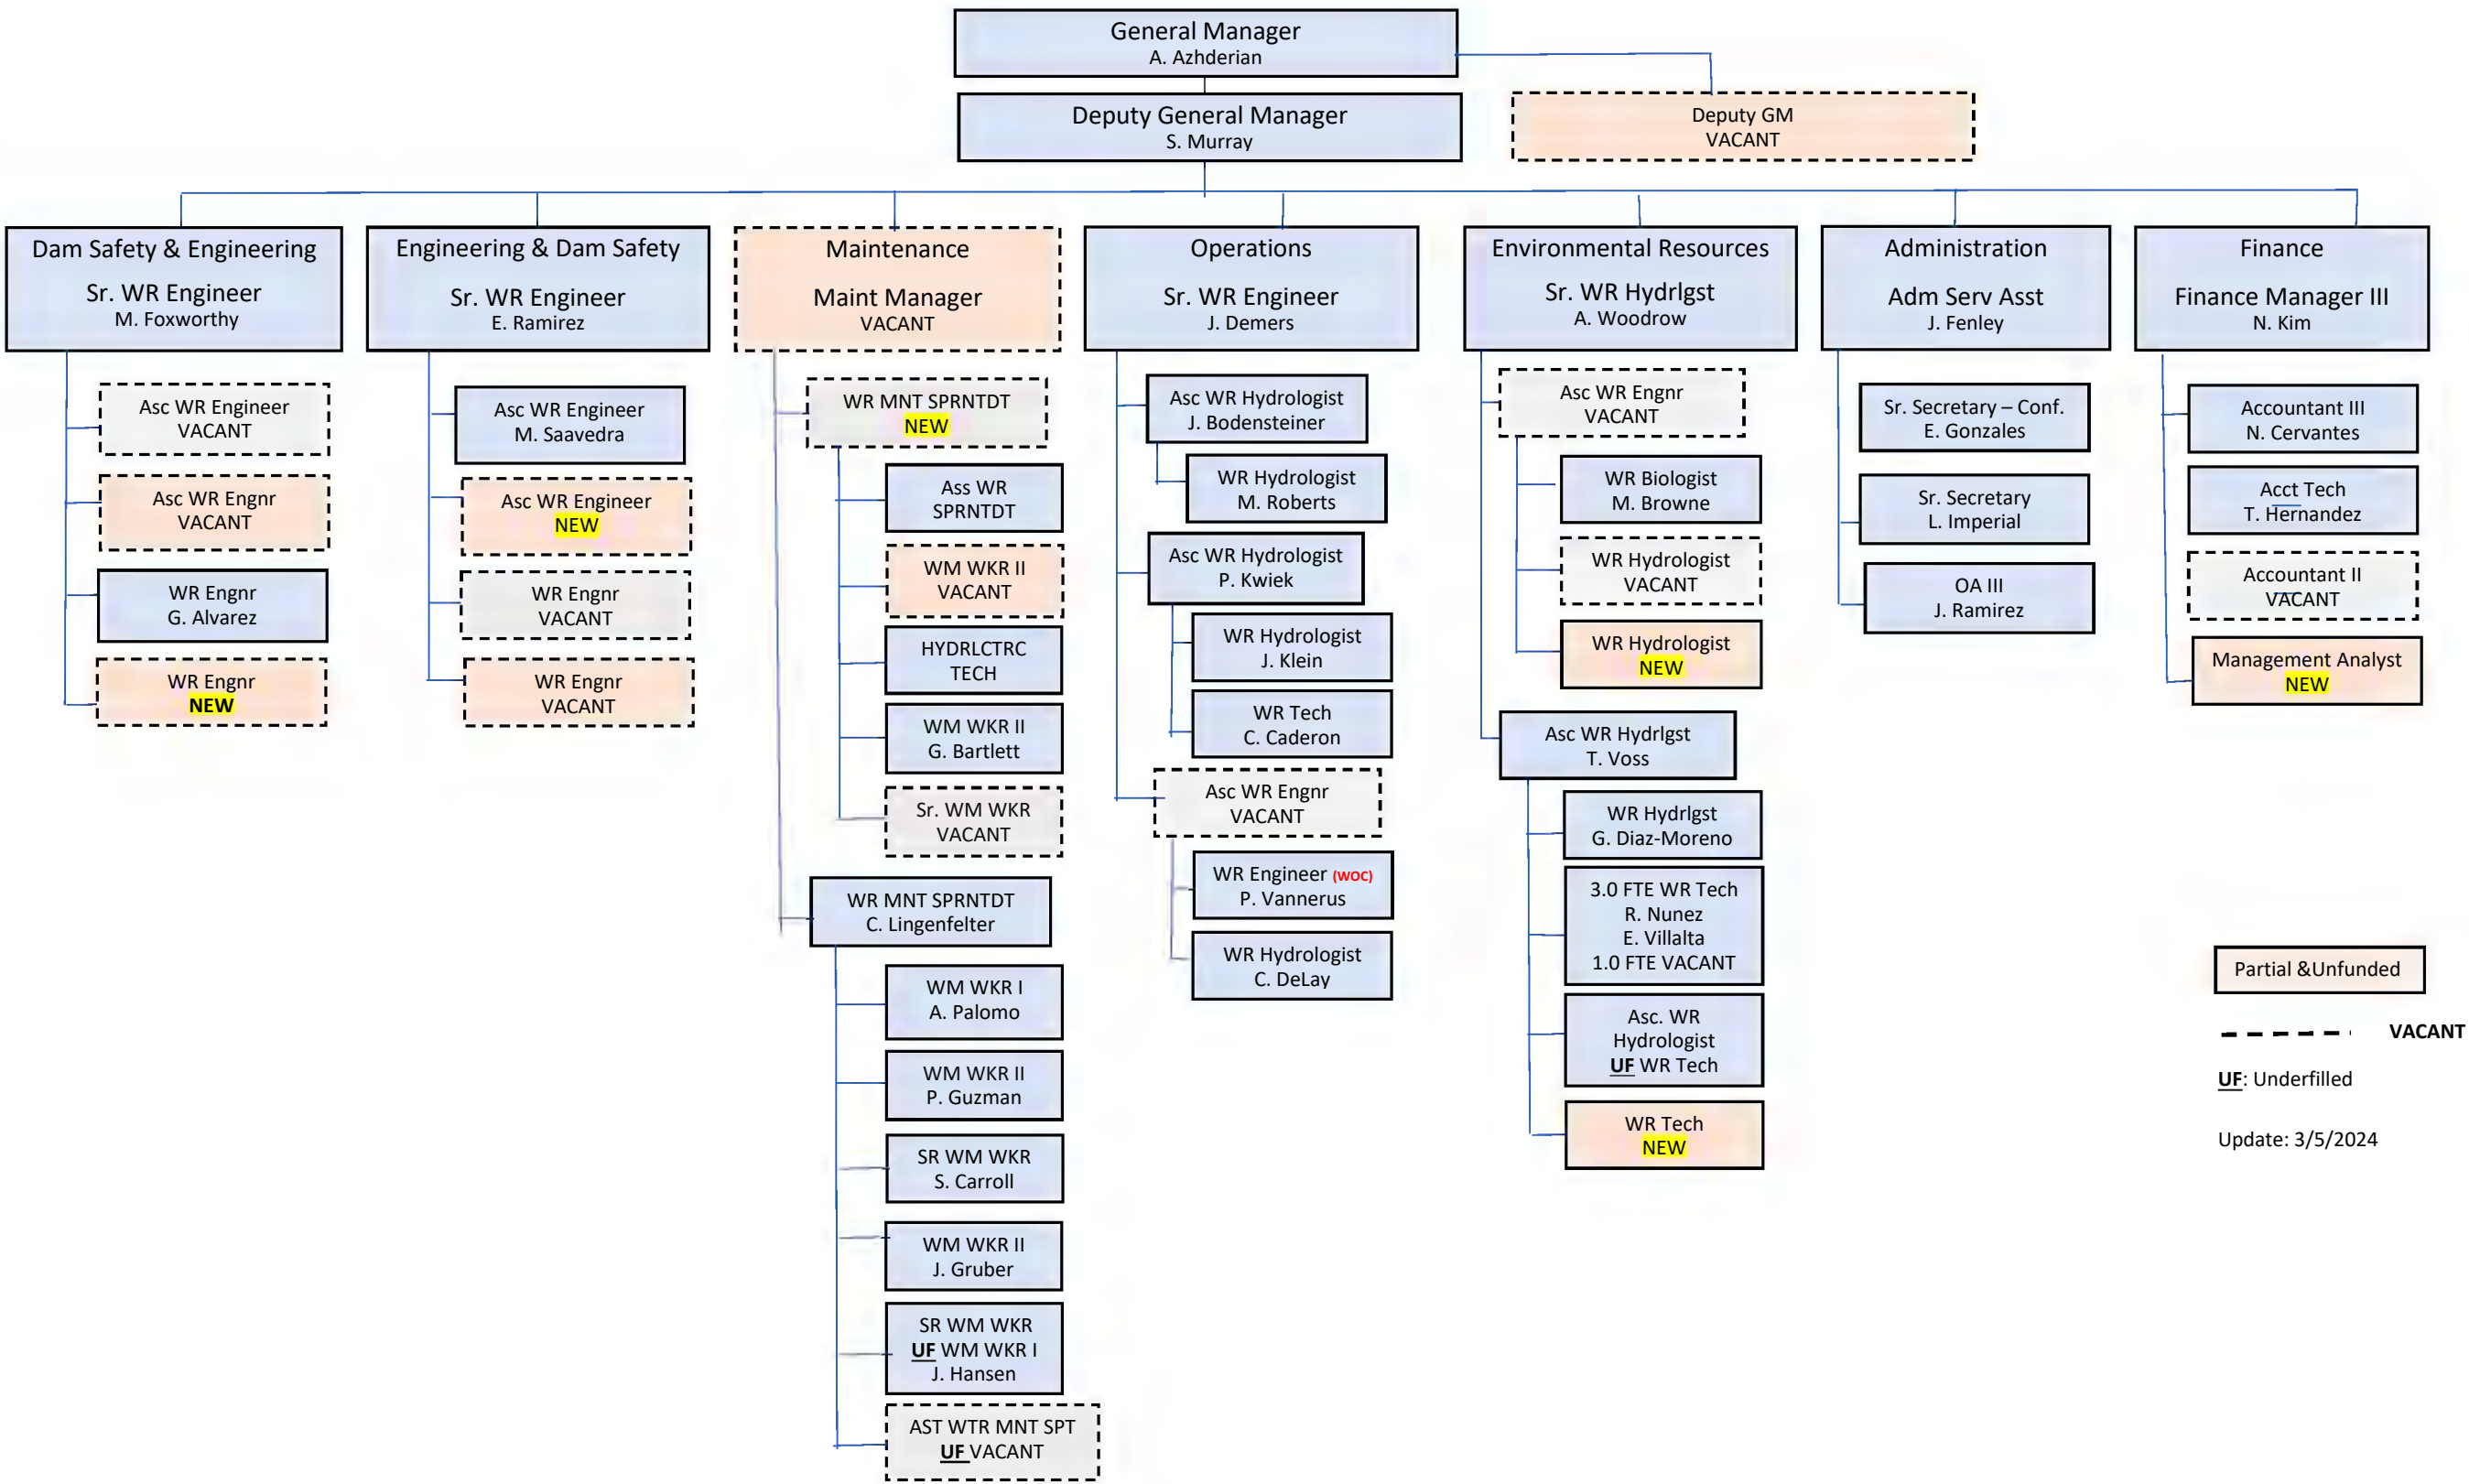 General Manager
A. Azhderian
Deputy General Manager
S. Murray
Deputy GM
VACANT
Dam Safety & Engineering
Sr. WR Engineer
M. Foxworthy
Asc WR Engineer
VACANT
Asc WR Engnr
VACANT
WR Engnr
G. Alvarez
WR Engnr
NEW
Engineering & Dam Safety
Sr. WR Engineer
E. Ramirez
Asc WR Engineer
M. Saavedra
Asc WR Engineer
NEW
WR Engnr
VACANT
WR Engnr
VACANT
Maintenance
Maint Manager
VACANT
WR MNT SPRNTDT
NEW
Ass WR
SPRNTDT
WM WKR II
VACANT
HYDRLCTRC
TECH
WM WKR II
G. Bartlett
Sr. WM WKR
VACANT
WR MNT SPRNTDT
C. Lingenfelter
WM WKR I
A. Palomo
WM WKR II
P. Guzman
SR WM WKR
S. Carroll
WM WKR II
J. Gruber
SR WM WKR
UF WM WKR I
J. Hansen
AST WTR MNT SPT
UF VACANT
Operations
Sr. WR Engineer
J. Demers
Asc WR Hydrologist
J. Bodensteiner
WR Hydrologist
M. Roberts
Asc WR Hydrologist
P. Kwiek
WR Hydrologist
J. Klein
WR Tech
C. Caderon
Asc WR Engnr
VACANT
WR Engineer (WOC)
P. Vannerus
WR Hydrologist
C. DeLay
Environmental Resources
Sr. WR Hydrlgst
A. Woodrow
Asc WR Engnr
VACANT
WR Biologist
M. Browne
WR Hydrologist
VACANT
WR Hydrologist
NEW
Asc WR Hydrlgst
T. Voss
WR Hydrlgst
G. Diaz-Moreno
3.0 FTE WR Tech
R. Nunez
E. Villalta
1.0 FTE VACANT
Asc. WR
Hydrologist
UF WR Tech
WR Tech
NEW
Administration
Adm Serv Asst
J. Fenley
Sr. Secretary – Conf.
E. Gonzales
Sr. Secretary
L. Imperial
OA III
J. Ramirez
Finance
Finance Manager III
N. Kim
Accountant III
N. Cervantes
Acct Tech
T. Hernandez
Accountant II
VACANT
Management Analyst
NEW
Partial &Unfunded
VACANT
UF: Underfilled
Update: 3/5/2024